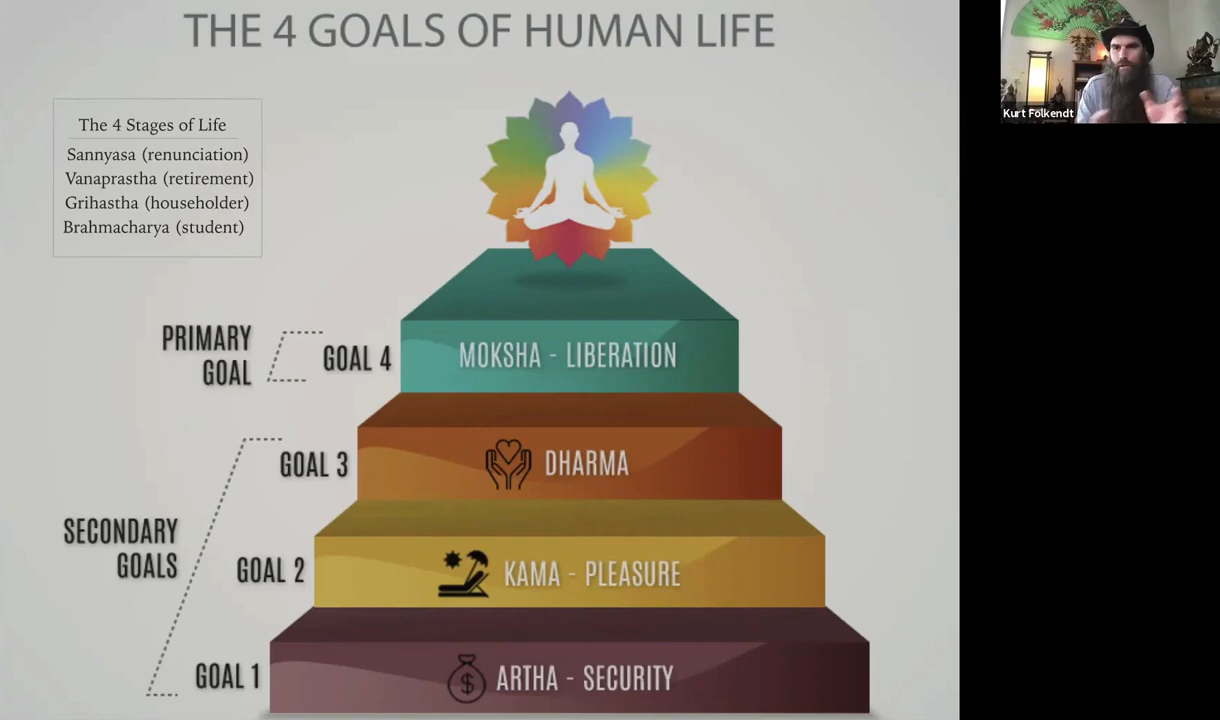 THE 4 GOALS OF HUMAN LIFE
Kurt Folkendt
The 4 Stages of Life
Sannyasa (renunciation)
Vanaprastha (retirement)
Grihastha (householder)
Brahmacharya (student)
PRIMARY
GOAL
GOAL 4
MOKSHA - LIBERATION
GOAL 3
DHARMA
SECONDARY
GOALS
GOAL 2
KAMA - PLEASURE
GOAL 1
$
ARTHA - SECURITY